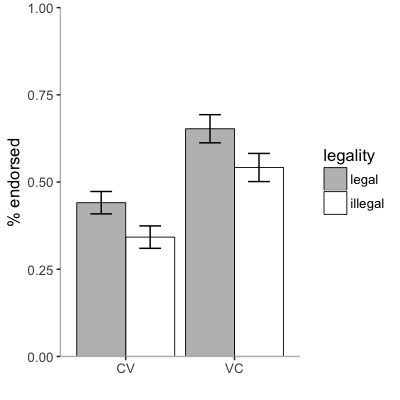 1.00
0.75
0.50
0.25
0.00
% endorsed
CV
VC
legality
legal
illegal